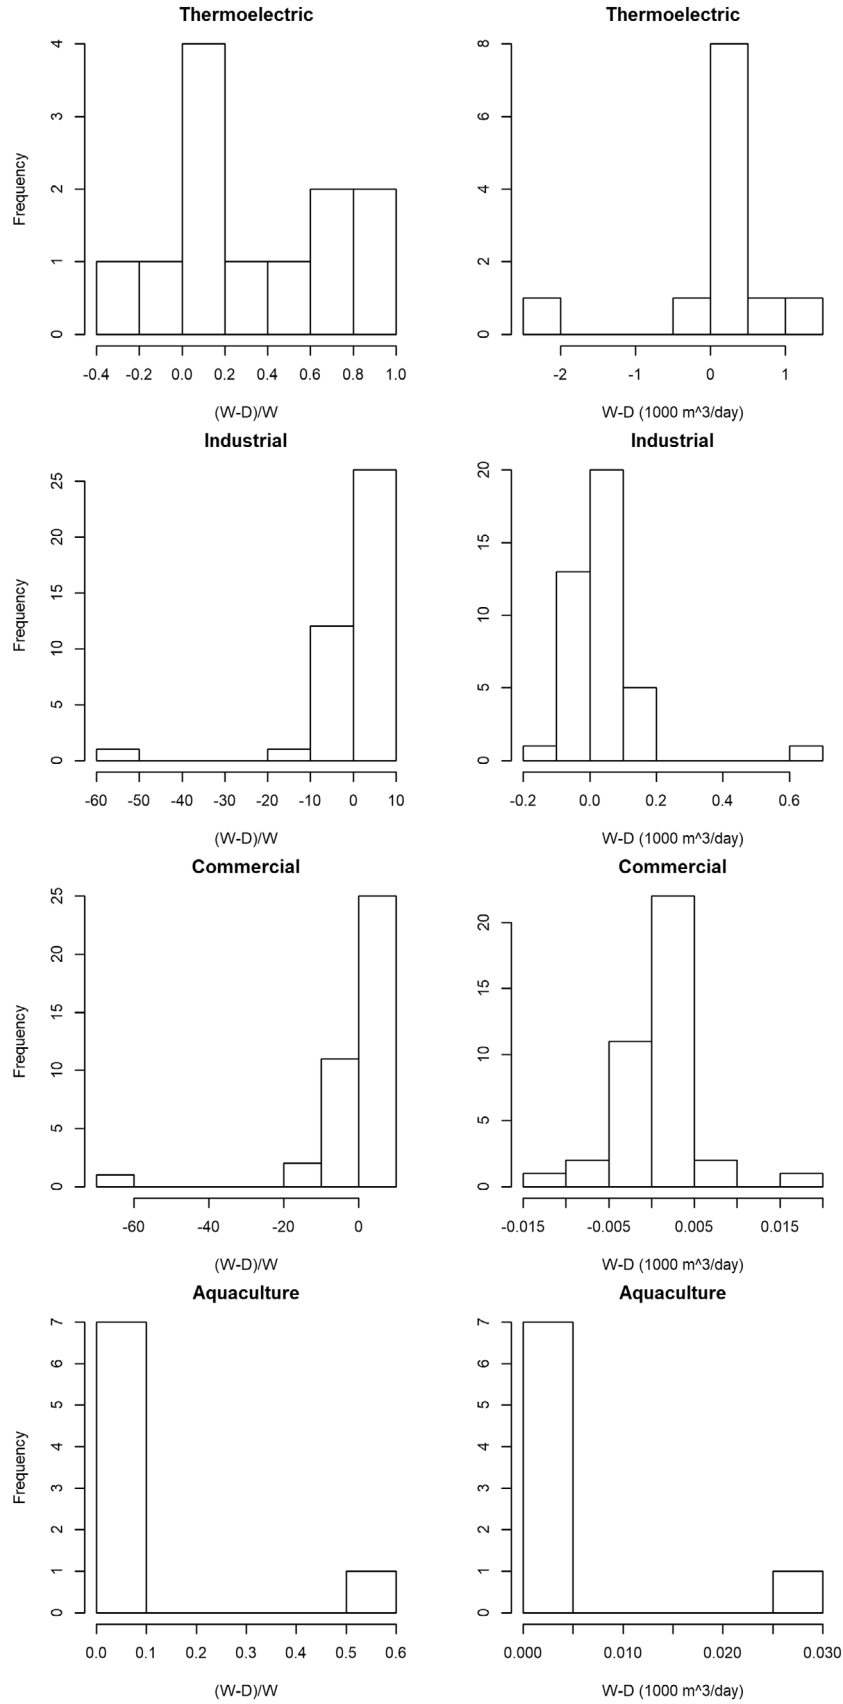 Thermoelectric
Frequency
4
3
2
1
0
-0.4 -0.2 0.0 0.2 0.4 0.6 0.8 1.0
(W-D)/W
Thermoelectric
8
6
4
2
0
-2 -1 0 1
W-D (1000 m^3/day)
Industrial
Frequency
25
20
15
10
5
0
-60 -50 -40 -30 -20 -10 0 10
(W-D)/W
Industrial
20
15
10
5
0
-0.2 0.0 0.2 0.4 0.6
W-D (1000 m^3/day)
Commercial
Frequency
25
20
15
10
5
0
-60 -40 -20 0
(W-D)/W
Commercial
20
15
10
5
0
-0.015 -0.005 0.005 0.015
W-D (1000 m^3/day)
Aquaculture
Frequency
7
6
5
4
3
2
1
0
0.0 0.1 0.2 0.3 0.4 0.5 0.6
(W-D)/W
Aquaculture
7
6
5
4
3
2
1
0
0.000 0.010 0.020 0.030
W-D (1000 m^3/day)